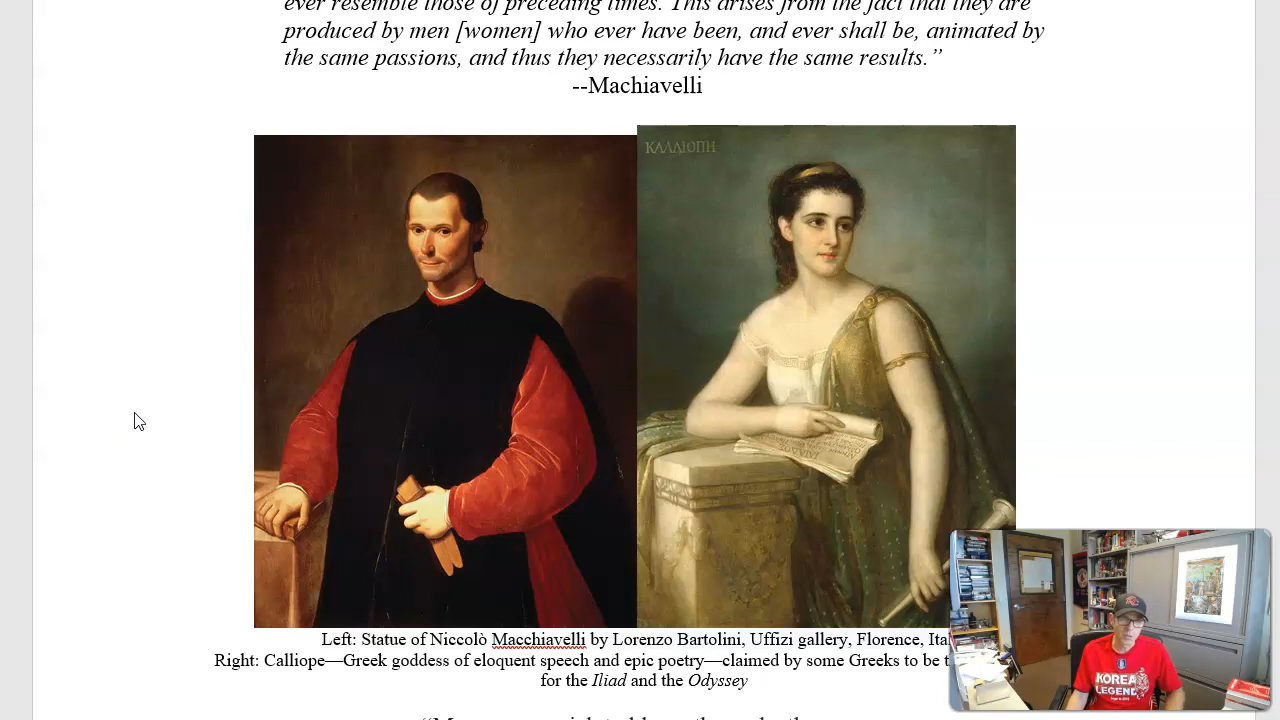 ever resemble those of preceding times. This arises from the fact that they are
produced by men [women] who ever have been, and ever shall be, animated by
the same passions, and thus they necessarily have the same results.”
--Machiavelli
ΚΛΛΙΟΠΗ
Left: Statue of Niccolò Macchiavelli by Lorenzo Bartolini, Uffizi gallery, Florence,
Right: Calliope—Greek goddess of eloquent speech and epic poetry—claimed by some Greeks to be
for the Iliad and the Odyssey
KOREA
LEGEND